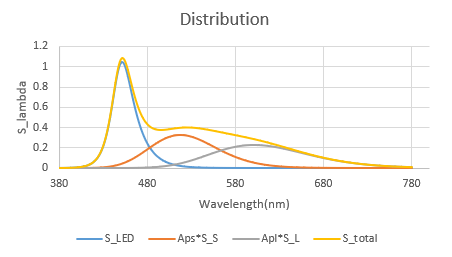 Distribution
S_lambda
1.2
1
0.8
0.6
0.4
0.2
0
380 480 580 680 780
Wavelength(nm)
S_LED Aps*S_S Apl*S_L S_total